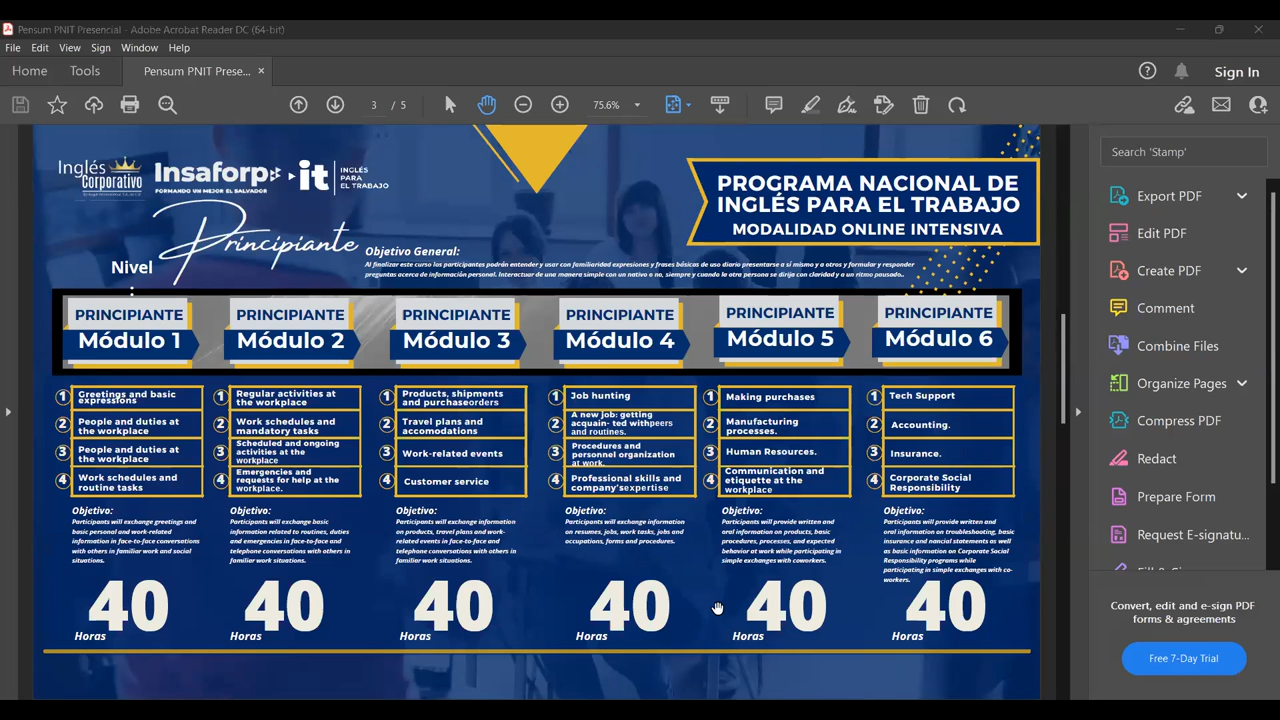 Pensum PNIT Presencial - Adobe Acrobat Reader DC (64-bit)
File Edit View Sign Window Help
Home Tools Pensum PNIT Prese... × Sign In
3 / 5 75.6%
Inglés
Corporativo
Insaforp
FORMANDO UN MEJOR EL SALVADOR
it
INGLÉS
PARA
EL TRABAJO
PROGRAMA NACIONAL DE
INGLÉS PARA EL TRABAJO
MODALIDAD ONLINE INTENSIVA
Nivel
Principiante
Objetivo General:
Al finalizar este curso los participantes podrán entender y usar con familiaridad expresiones y frases básicas de uso diario presentarse a sí mismo y a otros y formular y responder
preguntas acerca de información personel. Interactuar de una manera simple con un nativo o no, siempre y cuando la otra persona se dirija con claridad y a un ritmo pausado..
PRINCIPIANTE
Módulo 1
1 Greetings and basic
expressions
2 People and duties at
the workplace
3 People and duties at
the workplace
4 Work schedules and
routine tasks
Objetivo:
Participants will exchange greetings and
basic personal and work-related
information in face-to-face conversations
with others in familiar work and social
situations.
40
Horas
PRINCIPIANTE
Módulo 2
1 Regular activities at
the workplace
2 Work schedules and
mandatory tasks
3 Scheduled and ongoing
activities at the
workplace
4 Emergencies and
requests for help at the
workplace.
Objetivo:
Participants will exchange basic
information related to routines, duties
and emergencies in face-to-face and
telephone conversations with others in
familiar work situations.
40
Horas
PRINCIPIANTE
Módulo 3
1 Products, shipments
and purchaseorders
2 Travel plans and
accomodations
3 Work-related events
4 Customer service
Objetivo:
Participants will exchange information
on products, travel plans and work-
related events in face-to-face and
telephone conversations with others in
familiar work situations.
40
Horas
PRINCIPIANTE
Módulo 4
1 Job hunting
2 A new job: getting
acquain- ted withpeers
and routines.
3 Procedures and
personnel organization
at work.
4 Professional skills and
company'sexpertise
Objetivo:
Participants will exchange information
on resumes, jobs, work tasks, jobs and
occupations, forms and procedures.
40
Horas
PRINCIPIANTE
Módulo 5
1 Making purchases
2 Manufacturing
processes.
3 Human Resources.
4 Communication and
etiquette at the
workplace
Objetivo:
Participants will provide written and
oral information on products, basic
procedures, processes, and expected
behavior at work while participating in
simple exchanges with coworkers.
40
Horas
PRINCIPIANTE
Módulo 6
1 Tech Support
2 Accounting.
3 Insurance.
4 Corporate Social
Responsibility
Objetivo:
Participants will provide written and
oral information on troubleshooting, basic
insurance and nancial statements as well
as basic information on Corporate Social
Responsibility programs while
participating in simple exchanges with co-
workers.
40
Horas
Search 'Stamp'
Export PDF
Edit PDF
Create PDF
Comment
Combine Files
Organize Pages
Compress PDF
Redact
Prepare Form
Request E-signatu...
Convert, edit and e-sign PDF
forms & agreements
Free 7-Day Trial